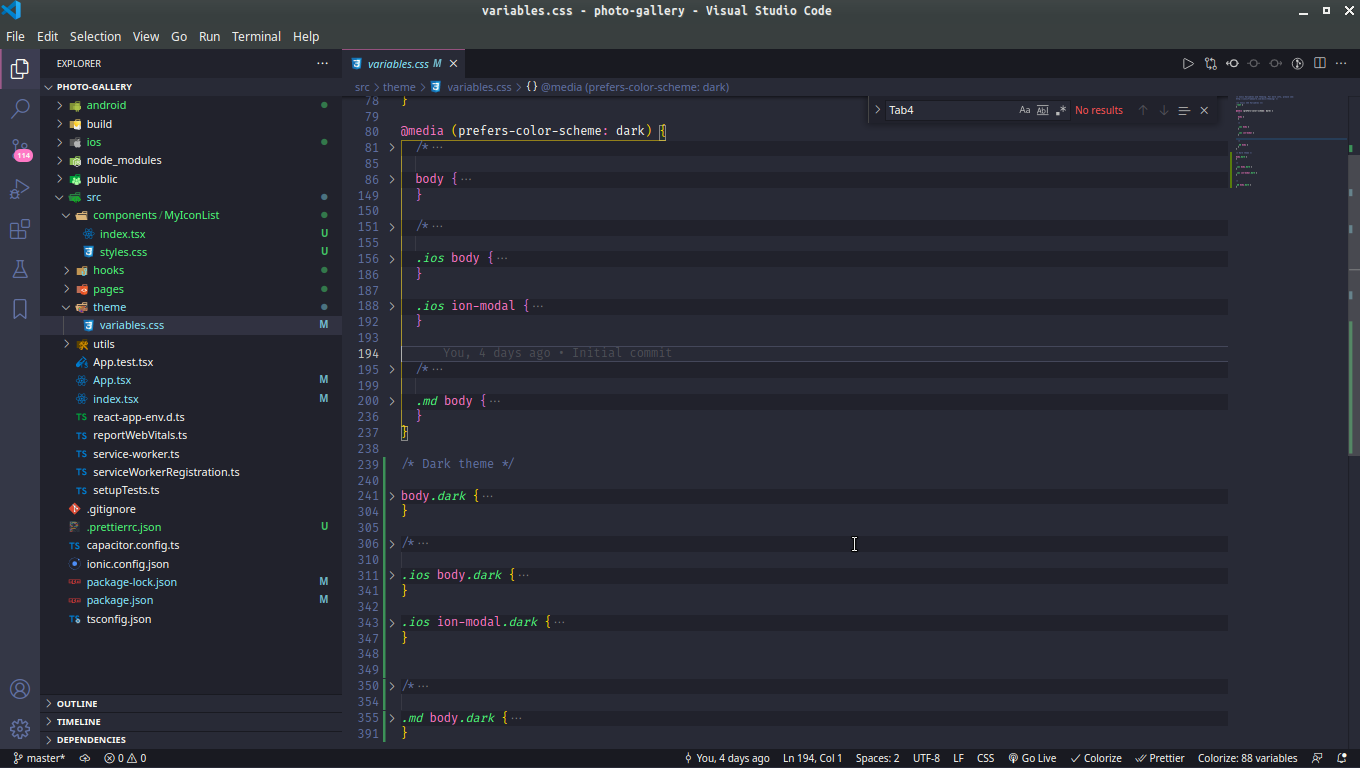 variables.css - photo-gallery - Visual Studio Code
File Edit Selection View Go Run Terminal Help
EXPLORER ···
PHOTO-GALLERY
android
build
ios
node_modules
public
src
components / MyIconList
index.tsx U
styles.css U
hooks
pages
theme
variables.css M
utils
App.test.tsx
App.tsx M
index.tsx M
TS react-app-env.d.ts
TS reportWebVitals.ts
TS service-worker.ts
TS serviceWorkerRegistration.ts
TS setupTests.ts
.gitignore
.prettierrc.json U
TS capacitor.config.ts
ionic.config.json
package-lock.json M
package.json M
tsconfig.json
OUTLINE
TIMELINE
DEPENDENCIES
114
variables.css M
src > theme > variables.css > {} @media (prefers-color-scheme: dark)
Tab4 Aa Ab .* No results
78 }
79
80 @media (prefers-color-scheme: dark) {
81 /* ···
85
86 body { ···
149 }
150
151 /* ···
155
156 .ios body { ···
186 }
187
188 .ios ion-modal { ···
192 }
193
194 You, 4 days ago • Initial commit
195 /* ···
199
200 .md body { ···
236 }
237 }
238
239 /* Dark theme */
240
241 body.dark { ···
304 }
305
306 /* ···
310
311 .ios body.dark { ···
341 }
342
343 .ios ion-modal.dark { ···
347 }
348
349
350 /* ···
354
355 .md body.dark { ···
391 }
master* 0 0 You, 4 days ago Ln 194, Col 1 Spaces: 2 UTF-8 LF CSS Go Live Colorize Prettier Colorize: 88 variables